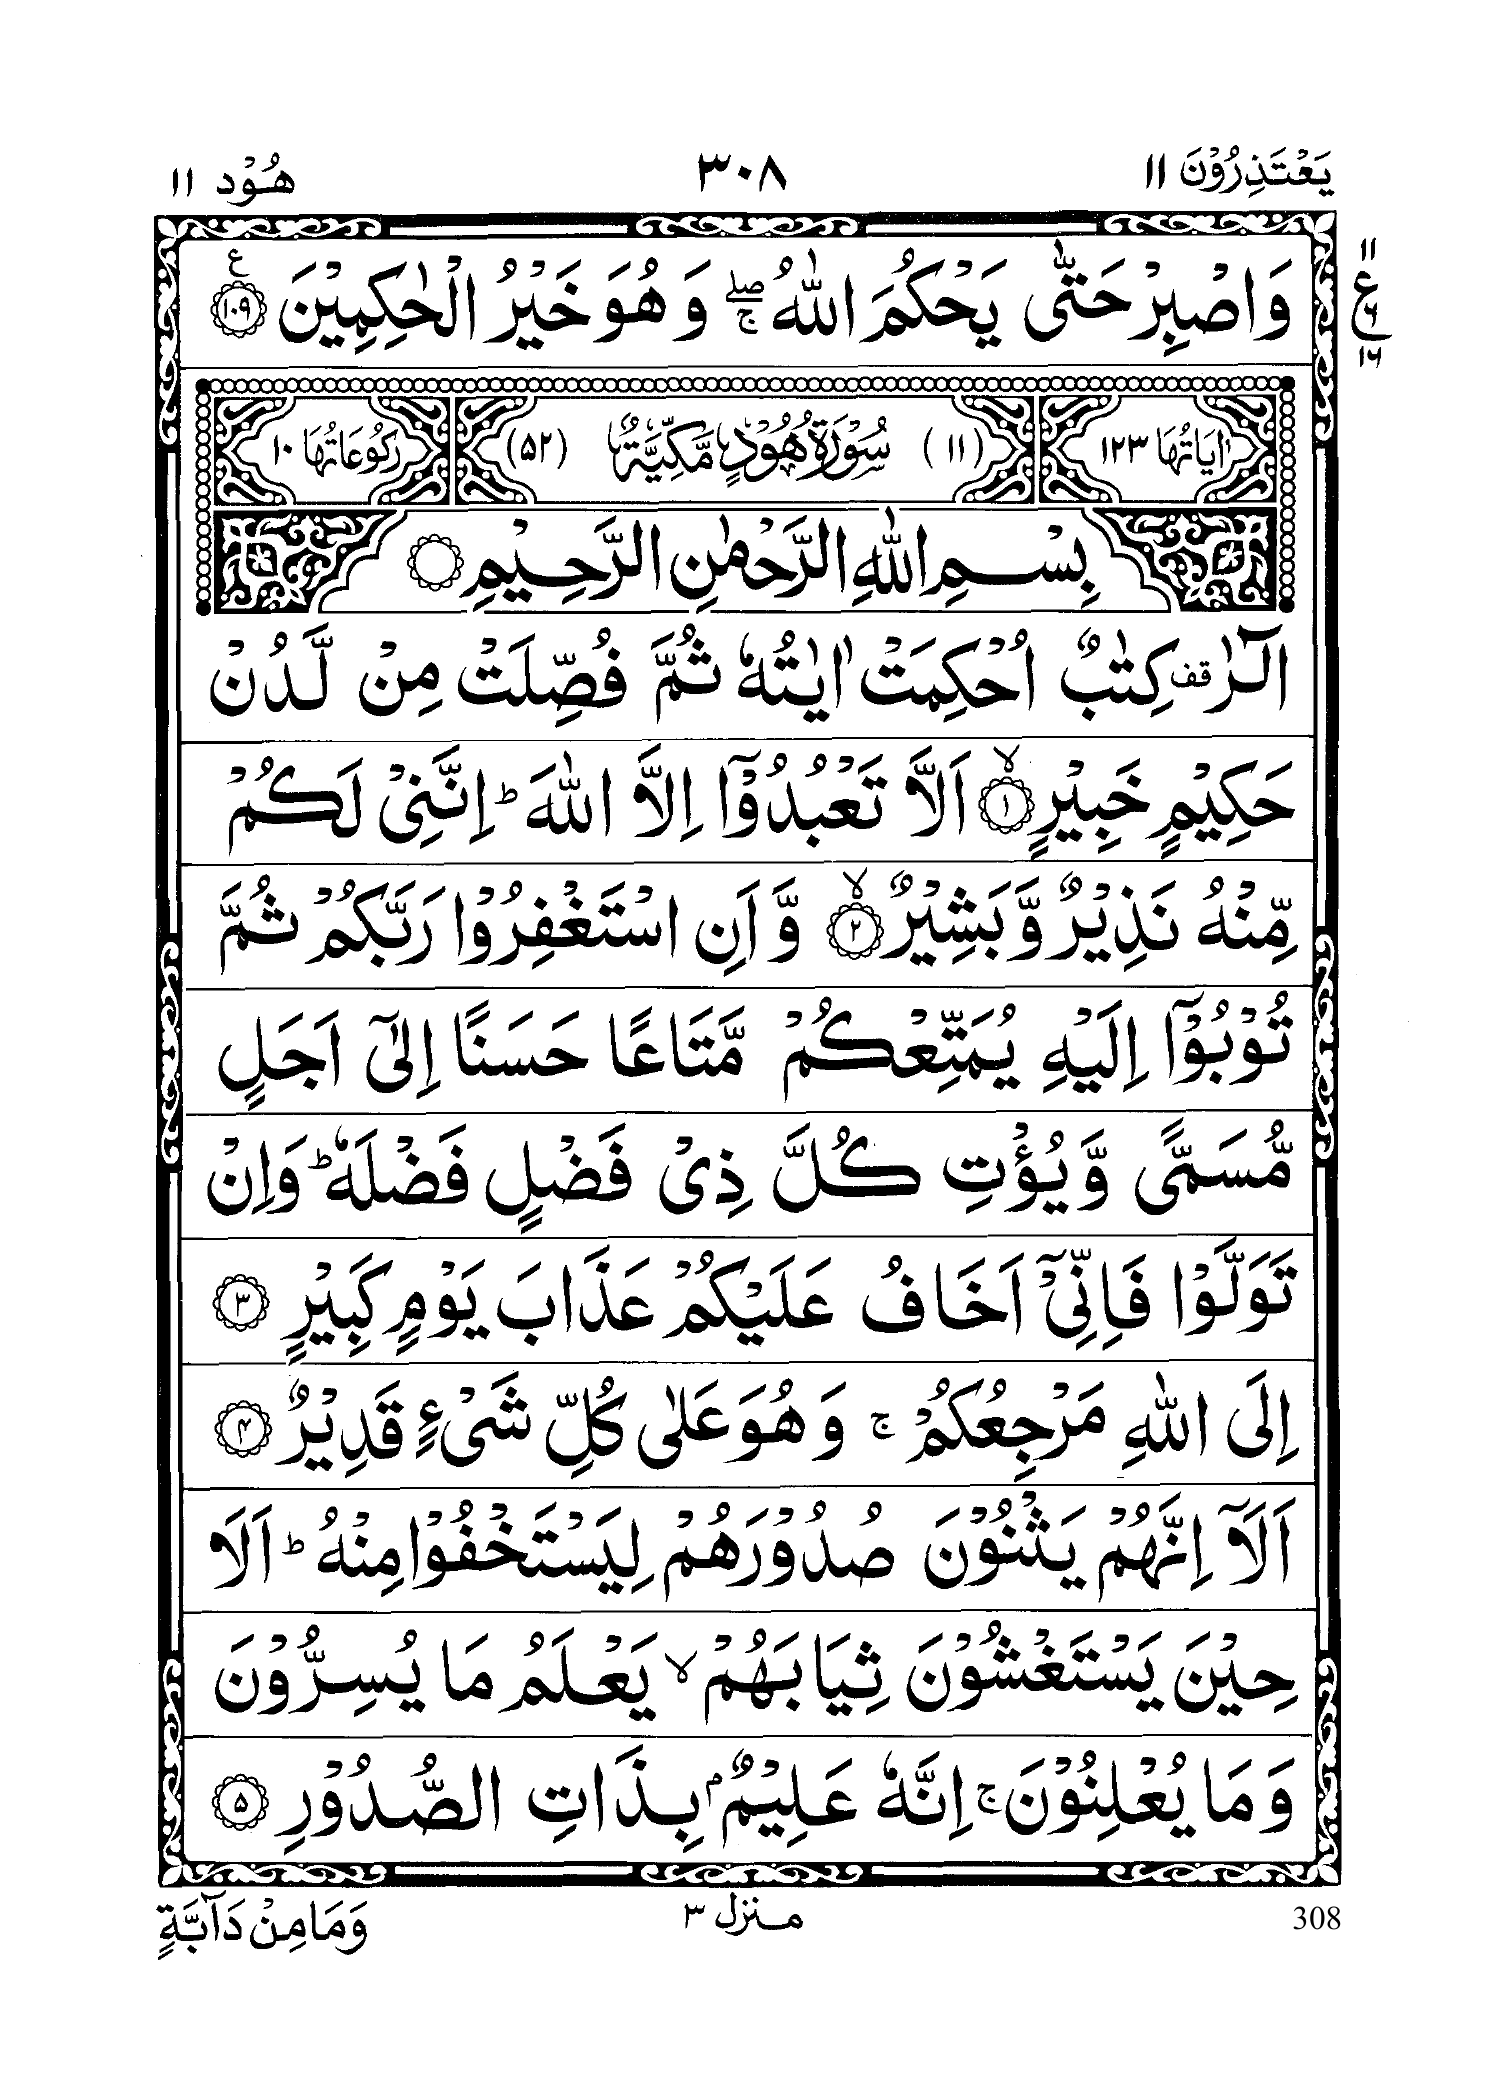 يَعْتَذِرُوْنَ ١١
٣٠٨
هُوْد ١١
وَاصْبِرْ حَتّٰى يَحْكُمَ اللّٰهُ ۚۖ وَهُوَ خَيْرُ الْحٰكِمِيْنَ ﴿١٠٩﴾ ع
١١
ع ٦
١٦
اٰيَاتُهَا ١٢٣
(١١) سُوْرَةُ هُوْدٍ مَّكِّيَّةٌ (٥٢)
رُكُوْعَاتُهَا ١٠
بِسْمِ اللّٰهِ الرَّحْمٰنِ الرَّحِيْمِ
الٓرٰ قف كِتٰبٌ اُحْكِمَتْ اٰيٰتُهٗ ثُمَّ فُصِّلَتْ مِنْ لَّدُنْ
حَكِيْمٍ خَبِيْرٍ ﴿١﴾ۙ اَلَّا تَعْبُدُوْۤا اِلَّا اللّٰهَ ؕ اِنَّنِيْ لَكُمْ
مِّنْهُ نَذِيْرٌ وَّبَشِيْرٌ ﴿٢﴾ۙ وَّاَنِ اسْتَغْفِرُوْا رَبَّكُمْ ثُمَّ
تُوْبُوْۤا اِلَيْهِ يُمَتِّعْكُمْ مَّتَاعًا حَسَنًا اِلٰۤى اَجَلٍ
مُّسَمًّى وَّيُؤْتِ كُلَّ ذِيْ فَضْلٍ فَضْلَهٗ ؕ وَاِنْ
تَوَلَّوْا فَاِنِّيْۤ اَخَافُ عَلَيْكُمْ عَذَابَ يَوْمٍ كَبِيْرٍ ﴿٣﴾
اِلَى اللّٰهِ مَرْجِعُكُمْ ۚ وَهُوَ عَلٰى كُلِّ شَيْءٍ قَدِيْرٌ ﴿٤﴾
اَلَاۤ اِنَّهُمْ يَثْنُوْنَ صُدُوْرَهُمْ لِيَسْتَخْفُوْا مِنْهُ ؕ اَلَا
حِيْنَ يَسْتَغْشُوْنَ ثِيَابَهُمْ ۙ يَعْلَمُ مَا يُسِرُّوْنَ
وَمَا يُعْلِنُوْنَ ۚ اِنَّهٗ عَلِيْمٌۢ بِذَاتِ الصُّدُوْرِ ﴿٥﴾
308
منزل ٣
وَمَا مِنْ دَآبَّةٍ